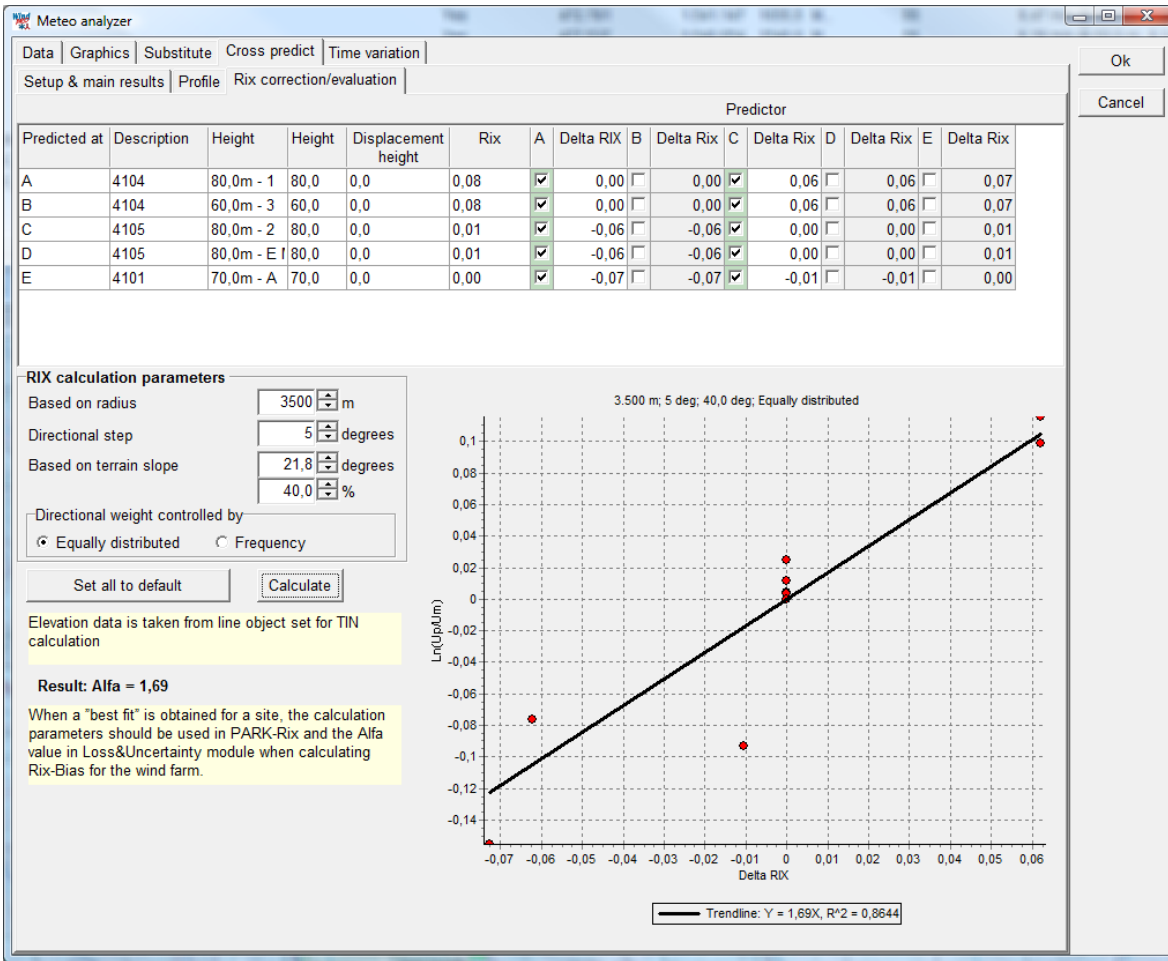 Meteo analyzer
Data Graphics Substitute Cross predict Time variation
Ok
Setup & main results Profile Rix correction/evaluation
Cancel
Predictor
Predicted at Description Height Height Displacement height Rix A Delta RIX B Delta Rix C Delta Rix D Delta Rix E Delta Rix
A 4104 80,0m - 1 80,0 0,0 0,08 0,00 0,00 0,06 0,06 0,07
B 4104 60,0m - 3 60,0 0,0 0,08 0,00 0,00 0,06 0,06 0,07
C 4105 80,0m - 2 80,0 0,0 0,01 -0,06 -0,06 0,00 0,00 0,01
D 4105 80,0m - E 80,0 0,0 0,01 -0,06 -0,06 0,00 0,00 0,01
E 4101 70,0m - A 70,0 0,0 0,00 -0,07 -0,07 -0,01 -0,01 0,00
RIX calculation parameters
Based on radius 3500 m
Directional step 5 degrees
Based on terrain slope 21,8 degrees
40,0 %
Directional weight controlled by
Equally distributed Frequency
Set all to default Calculate
Elevation data is taken from line object set for TIN
calculation
Result: Alfa = 1,69
When a "best fit" is obtained for a site, the calculation
parameters should be used in PARK-Rix and the Alfa
value in Loss&Uncertainty module when calculating
Rix-Bias for the wind farm.
3.500 m; 5 deg; 40,0 deg; Equally distributed
Ln(Up/Um)
0,1
0,08
0,06
0,04
0,02
0
-0,02
-0,04
-0,06
-0,08
-0,1
-0,12
-0,14
-0,07 -0,06 -0,05 -0,04 -0,03 -0,02 -0,01 0 0,01 0,02 0,03 0,04 0,05 0,06
Delta RIX
Trendline: Y = 1,69X, R^2 = 0,8644